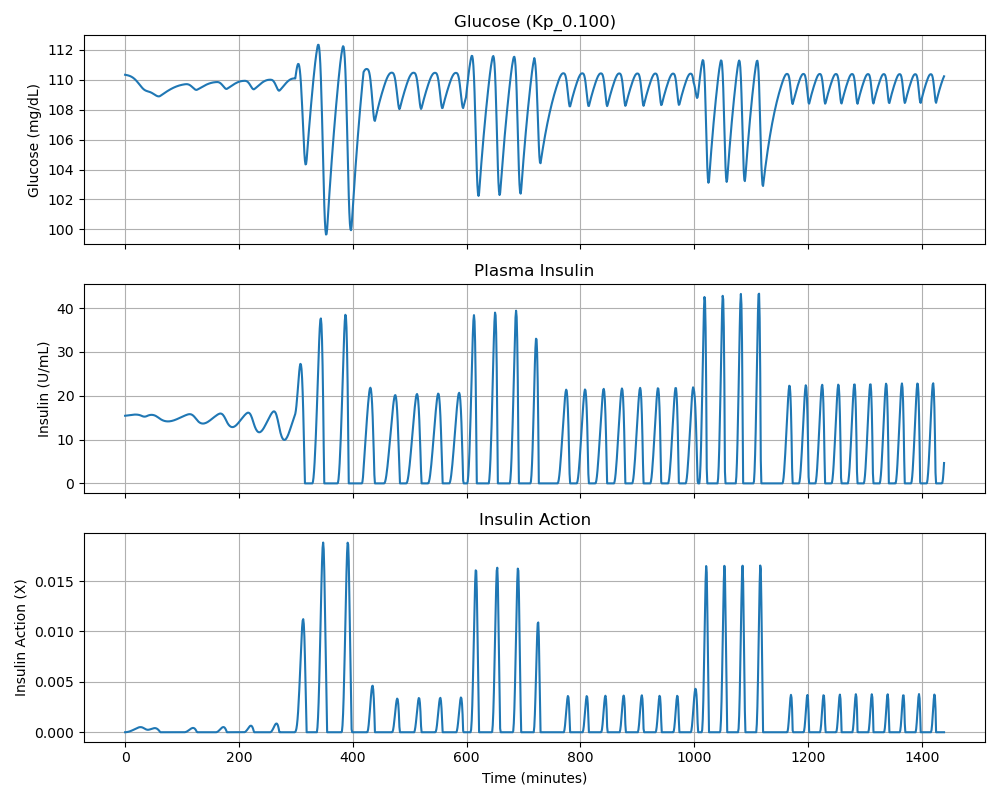 Glucose (Kp_0.100)
Glucose (mg/dL)
112
110
108
106
104
102
100
Plasma Insulin
Insulin (U/mL)
40
30
20
10
0
Insulin Action
Insulin Action (X)
0.015
0.010
0.005
0.000
0 200 400 600 800 1000 1200 1400
Time (minutes)